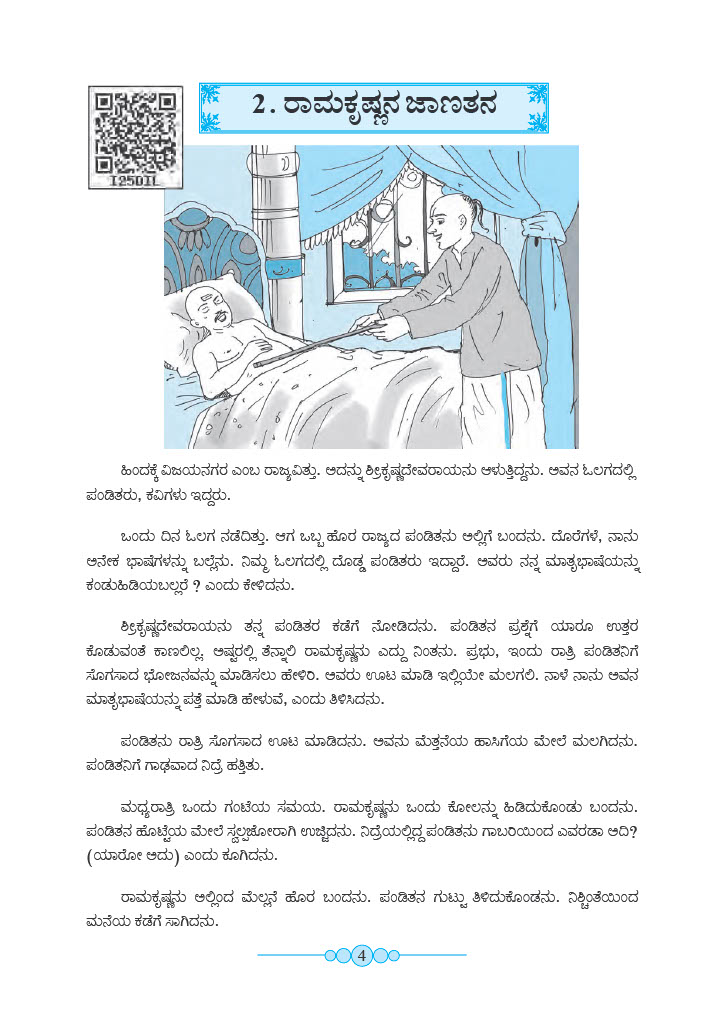 2. ರಾಮಕೃಷ್ಣನ ಜಾಣತನ
I25DIL
ಹಿಂದಕ್ಕೆ ವಿಜಯನಗರ ಎಂಬ ರಾಜ್ಯವಿತ್ತು. ಅದನ್ನು ಶ್ರೀಕೃಷ್ಣದೇವರಾಯನು ಆಳುತ್ತಿದ್ದನು. ಅವನ ಓಲಗದಲ್ಲಿ
ಪಂಡಿತರು, ಕವಿಗಳು ಇದ್ದರು.
ಒಂದು ದಿನ ಓಲಗ ನಡೆದಿತ್ತು. ಆಗ ಒಬ್ಬ ಹೊರ ರಾಜ್ಯದ ಪಂಡಿತನು ಅಲ್ಲಿಗೆ ಬಂದನು. ದೊರೆಗಳೆ, ನಾನು
ಅನೇಕ ಭಾಷೆಗಳನ್ನು ಬಲ್ಲೆನು. ನಿಮ್ಮ ಓಲಗದಲ್ಲಿ ದೊಡ್ಡ ಪಂಡಿತರು ಇದ್ದಾರೆ. ಅವರು ನನ್ನ ಮಾತೃಭಾಷೆಯನ್ನು
ಕಂಡುಹಿಡಿಯಬಲ್ಲರೆ ? ಎಂದು ಕೇಳಿದನು.
ಶ್ರೀಕೃಷ್ಣದೇವರಾಯನು ತನ್ನ ಪಂಡಿತರ ಕಡೆಗೆ ನೋಡಿದನು. ಪಂಡಿತನ ಪ್ರಶ್ನೆಗೆ ಯಾರೂ ಉತ್ತರ
ಕೊಡುವಂತೆ ಕಾಣಲಿಲ್ಲ. ಅಷ್ಟರಲ್ಲಿ ತೆನ್ನಾಲಿ ರಾಮಕೃಷ್ಣನು ಎದ್ದು ನಿಂತನು. ಪ್ರಭು, ಇಂದು ರಾತ್ರಿ ಪಂಡಿತನಿಗೆ
ಸೊಗಸಾದ ಭೋಜನವನ್ನು ಮಾಡಿಸಲು ಹೇಳಿರಿ. ಅವರು ಊಟ ಮಾಡಿ ಇಲ್ಲಿಯೇ ಮಲಗಲಿ. ನಾಳೆ ನಾನು ಅವನ
ಮಾತೃಭಾಷೆಯನ್ನು ಪತ್ತೆ ಮಾಡಿ ಹೇಳುವೆ, ಎಂದು ತಿಳಿಸಿದನು.
ಪಂಡಿತನು ರಾತ್ರಿ ಸೊಗಸಾದ ಊಟ ಮಾಡಿದನು. ಅವನು ಮೆತ್ತನೆಯ ಹಾಸಿಗೆಯ ಮೇಲೆ ಮಲಗಿದನು.
ಪಂಡಿತನಿಗೆ ಗಾಢವಾದ ನಿದ್ರೆ ಹತ್ತಿತು.
ಮಧ್ಯರಾತ್ರಿ ಒಂದು ಗಂಟೆಯ ಸಮಯ. ರಾಮಕೃಷ್ಣನು ಒಂದು ಕೋಲನ್ನು ಹಿಡಿದುಕೊಂಡು ಬಂದನು.
ಪಂಡಿತನ ಹೊಟ್ಟೆಯ ಮೇಲೆ ಸ್ವಲ್ಪಜೋರಾಗಿ ಉಜ್ಜಿದನು. ನಿದ್ರೆಯಲ್ಲಿದ್ದ ಪಂಡಿತನು ಗಾಬರಿಯಿಂದ ಎವರಡಾ ಅದಿ?
(ಯಾರೋ ಅದು) ಎಂದು ಕೂಗಿದನು.
ರಾಮಕೃಷ್ಣನು ಅಲ್ಲಿಂದ ಮೆಲ್ಲನೆ ಹೊರ ಬಂದನು. ಪಂಡಿತನ ಗುಟ್ಟು ತಿಳಿದುಕೊಂಡನು. ನಿಶ್ಚಿಂತೆಯಿಂದ
ಮನೆಯ ಕಡೆಗೆ ಸಾಗಿದನು.
4